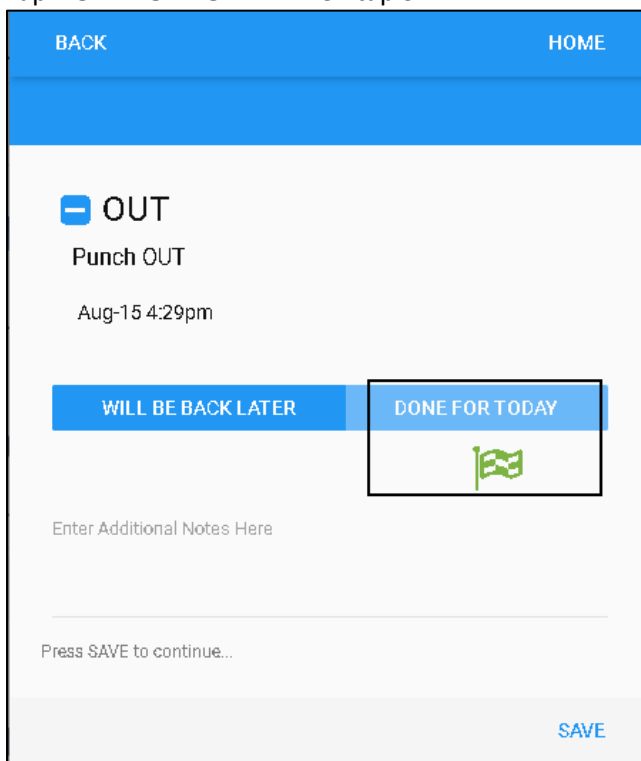 BACK HOME
OUT
Punch OUT
Aug-15 4:29pm
WILL BE BACK LATER DONE FOR TODAY
Enter Additional Notes Here
Press SAVE to continue...
SAVE